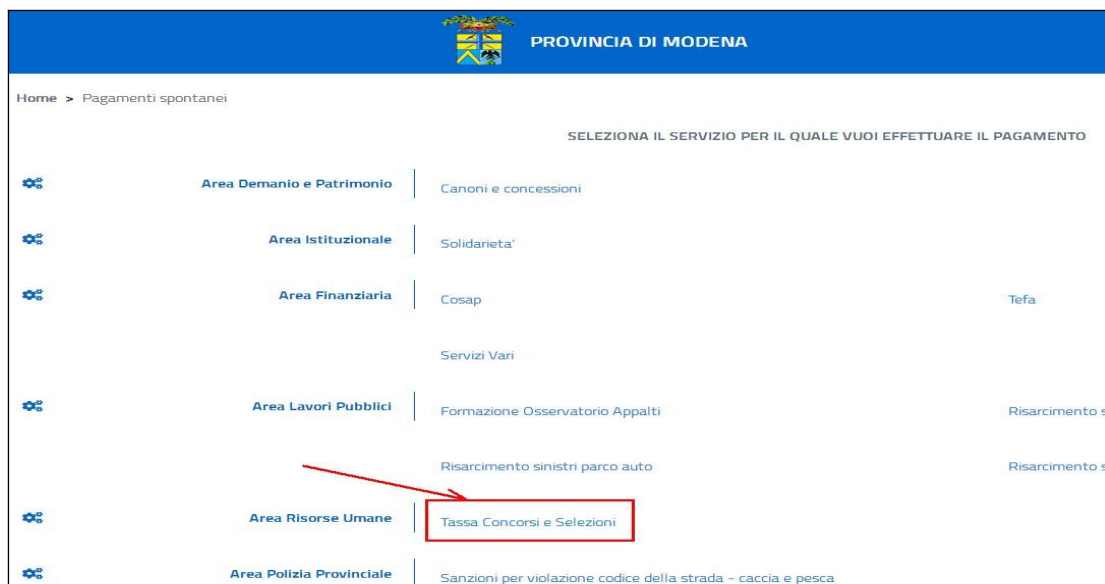 PROVINCIA DI MODENA
Home > Pagamenti spontanei
SELEZIONA IL SERVIZIO PER IL QUALE VUOI EFFETTUARE IL PAGAMENTO
Area Demanio e Patrimonio Canoni e concessioni
Area Istituzionale Solidarieta'
Area Finanziaria Cosap Tefa
Servizi Vari
Area Lavori Pubblici Formazione Osservatorio Appalti Risarcimento s
Risarcimento sinistri parco auto Risarcimento s
Area Risorse Umane Tassa Concorsi e Selezioni
Area Polizia Provinciale Sanzioni per violazione codice della strada - caccia e pesca